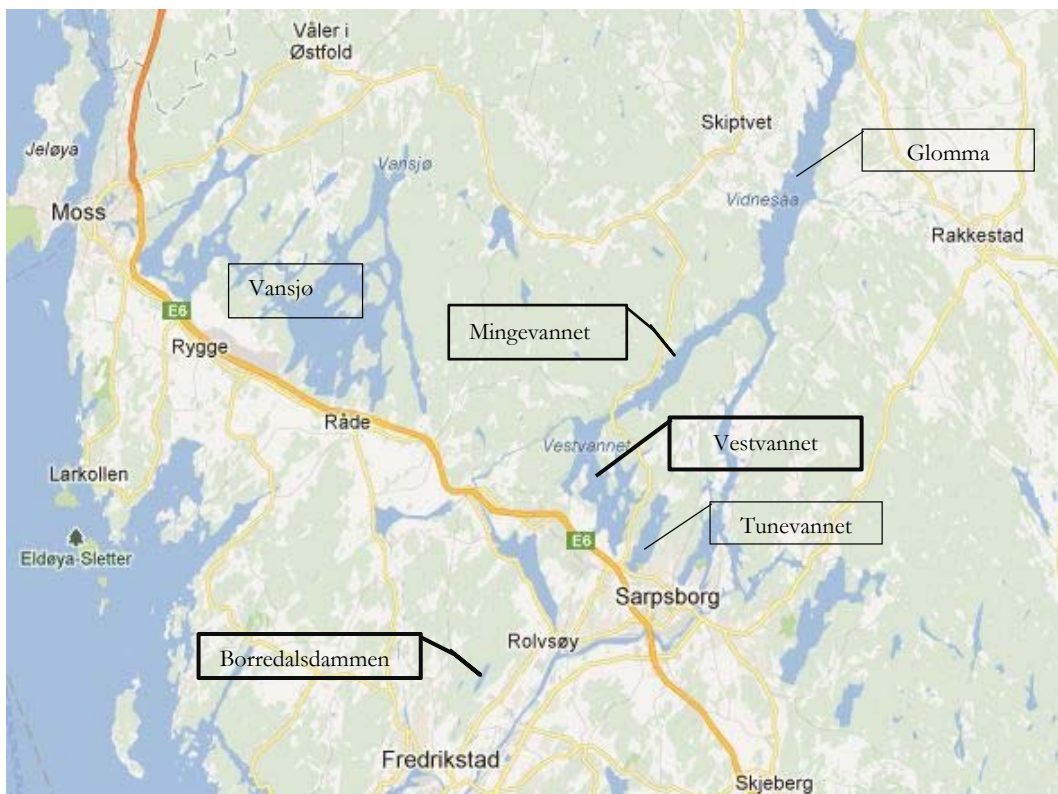 Våler i
Østfold
Skiptvet
Jeløya
Vansjø
Glomma
Moss
Vidnesåa
Rakkestad
Vansjø
E6
Mingevannet
Rygge
Råde
Vestvannet
Vestvannet
Larkollen
Tunevannet
E6
Eldøya-Sletter
Sarpsborg
Rolvsøy
Borredalsdammen
Fredrikstad
Skjeberg